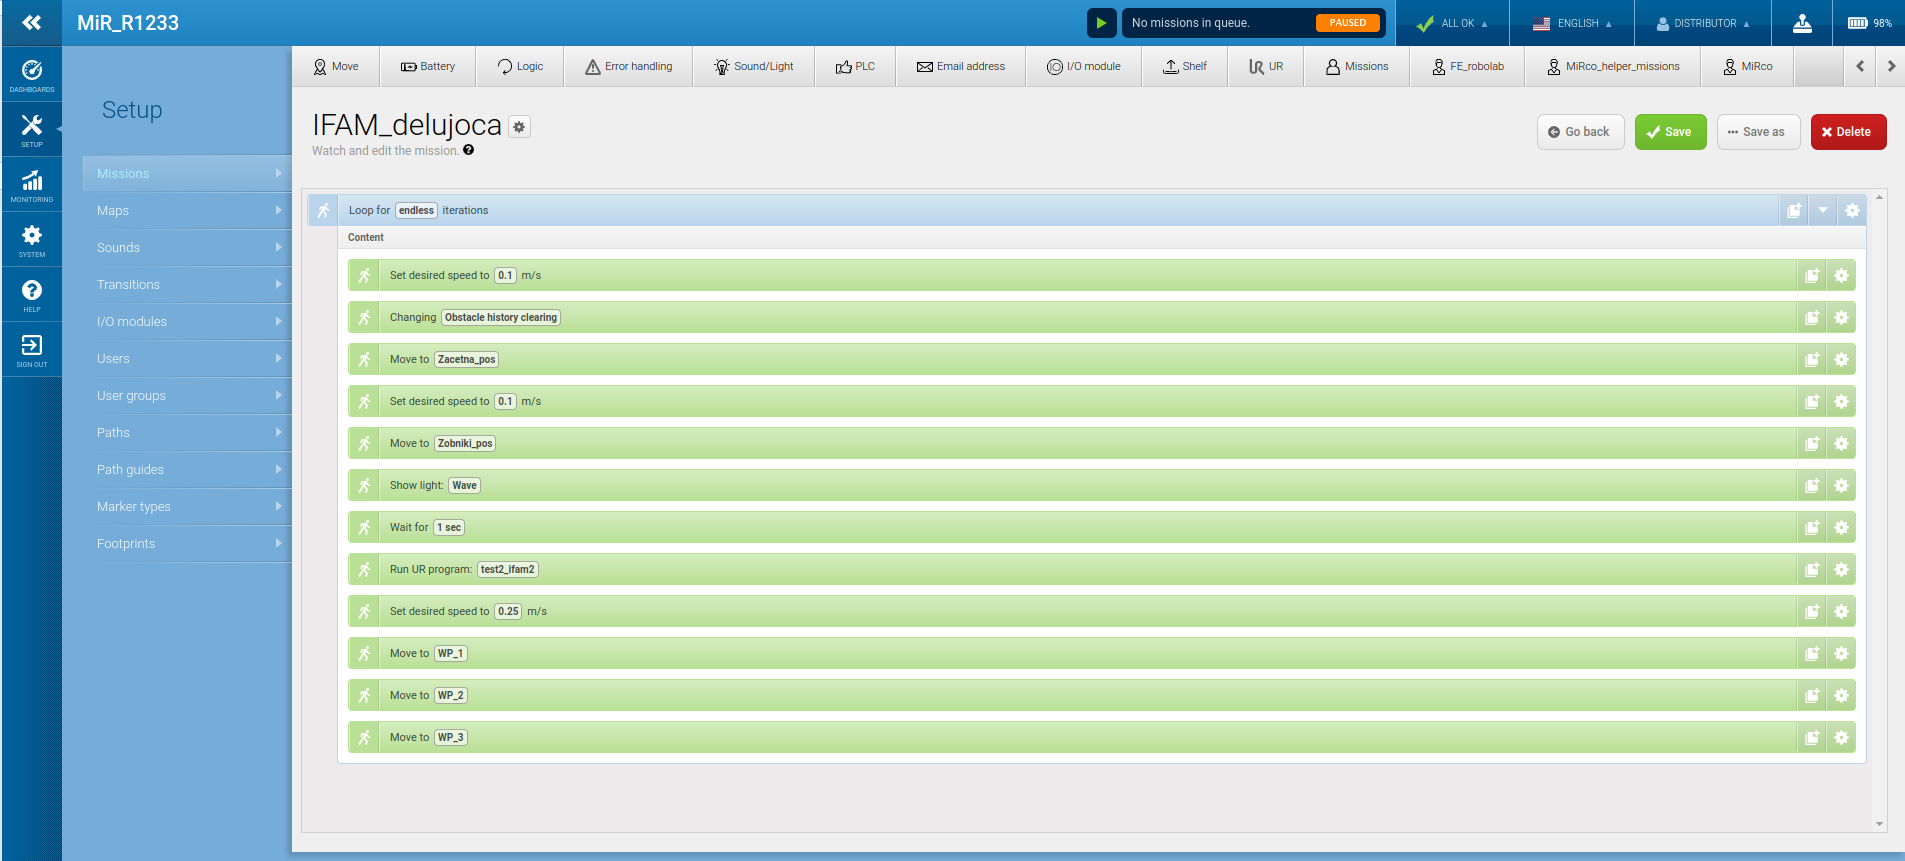 MiR_R1233
No missions in queue. PAUSED
ALL OK
ENGLISH
DISTRIBUTOR
98%
DASHBOARDS
SETUP
MONITORING
SYSTEM
HELP
SIGN OUT
Setup
Missions
Maps
Sounds
Transitions
I/O modules
Users
User groups
Paths
Path guides
Marker types
Footprints
Move
Battery
Logic
Error handling
Sound/Light
PLC
Email address
I/O module
Shelf
UR
Missions
FE_robolab
MiRco_helper_missions
MiRco
IFAM_delujoca
Watch and edit the mission.
Go back
Save
Save as
Delete
Loop for endless iterations
Content
Set desired speed to 0.1 m/s
Changing Obstacle history clearing
Move to Zacetna_pos
Set desired speed to 0.1 m/s
Move to Zobniki_pos
Show light: Wave
Wait for 1 sec
Run UR program: test2_ifam2
Set desired speed to 0.25 m/s
Move to WP_1
Move to WP_2
Move to WP_3